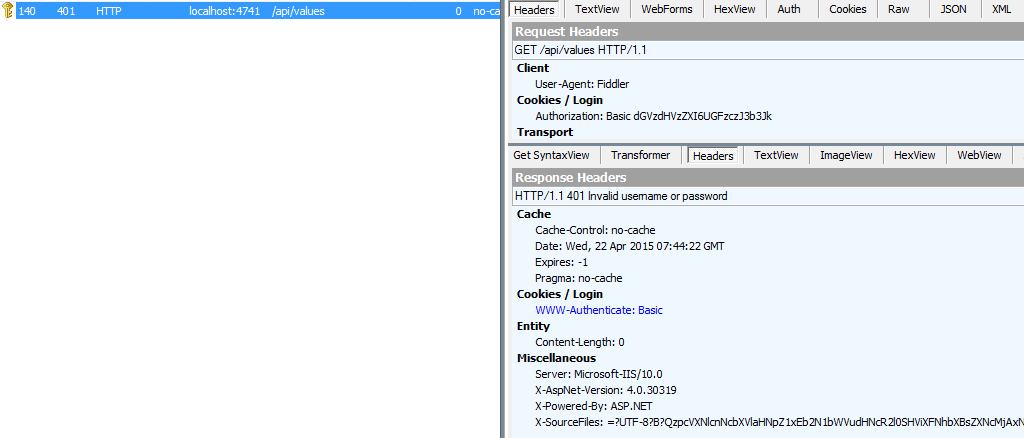 140 401 HTTP localhost:4741 /api/values 0 no-ca
Headers TextView WebForms HexView Auth Cookies Raw JSON XML
Request Headers
GET /api/values HTTP/1.1
Client
User-Agent: Fiddler
Cookies / Login
Authorization: Basic dGVzdHVzZXI6UGFzczJ3b3Jk
Transport
Get SyntaxView Transformer Headers TextView ImageView HexView WebView
Response Headers
HTTP/1.1 401 Invalid username or password
Cache
Cache-Control: no-cache
Date: Wed, 22 Apr 2015 07:44:22 GMT
Expires: -1
Pragma: no-cache
Cookies / Login
WWW-Authenticate: Basic
Entity
Content-Length: 0
Miscellaneous
Server: Microsoft-IIS/10.0
X-AspNet-Version: 4.0.30319
X-Powered-By: ASP.NET
X-SourceFiles: =?UTF-8?B?QzpcVXNlcnNcbXVlaHNpZ1xEb2N1bWVudHNcR2l0SHViXFNhbXBsZXNcMjAxN